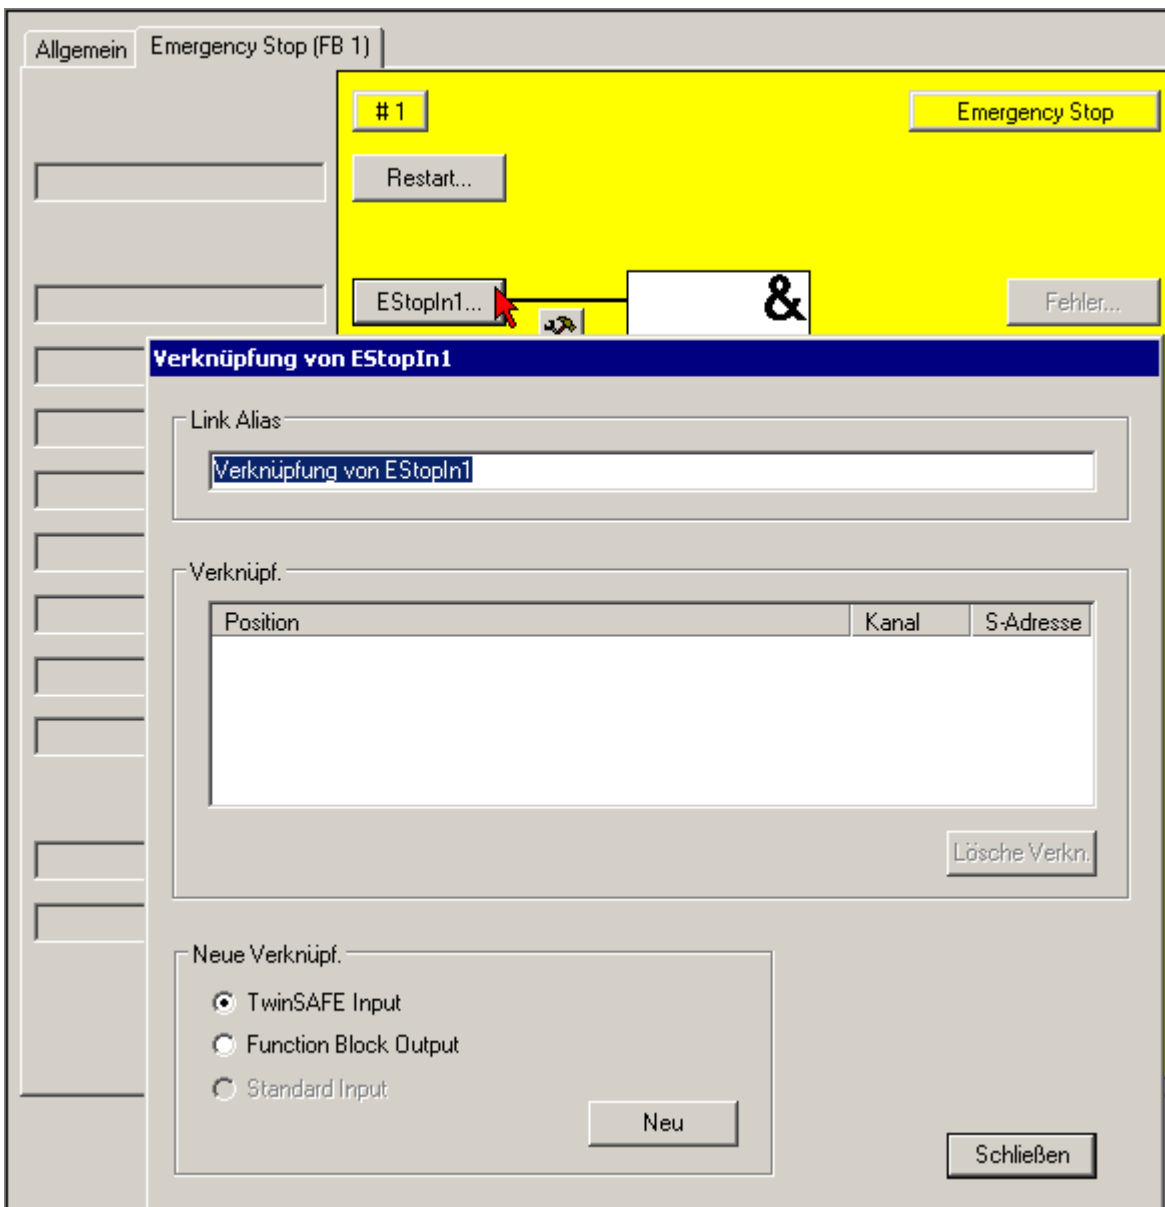 Allgemein
Emergency Stop (FB 1)
# 1
Emergency Stop
Restart...
EStopIn1...
&
Fehler...
Verknüpfung von EStopIn1
Link Alias
Verknüpfung von EStopIn1
Verknüpf.
Position
Kanal
S-Adresse
Lösche Verkn.
Neue Verknüpf.
TwinSAFE Input
Function Block Output
Standard Input
Neu
Schließen